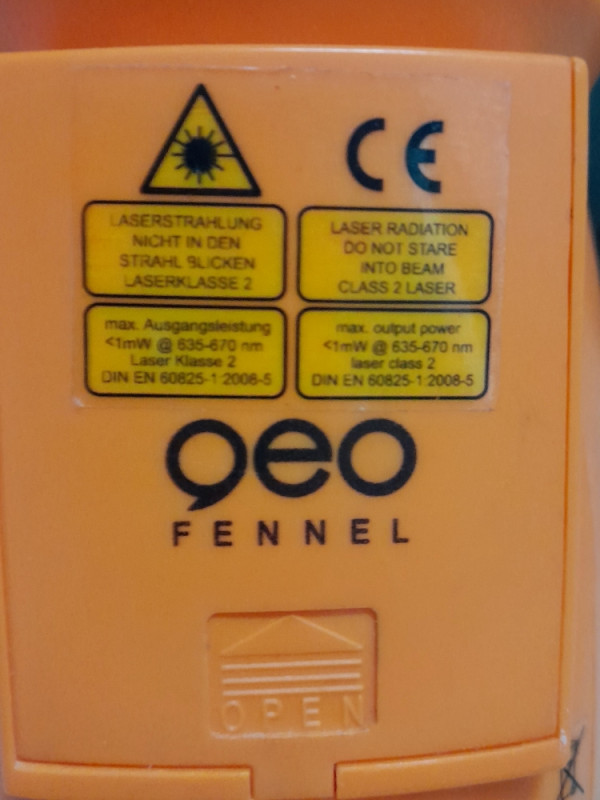 CE
LASERSTRAHLUNG
NICHT IN DEN
STRAHL BLICKEN
LASERKLASSE 2
LASER RADIATION
DO NOT STARE
INTO BEAM
CLASS 2 LASER
max. Ausgangsleistung
<1mW @ 635-670 nm
Laser Klasse 2
DIN EN 60825-1:2008-5
max. output power
<1mW @ 635-670 nm
laser class 2
DIN EN 60825-1:2008-5
geo
FENNEL
OPEN